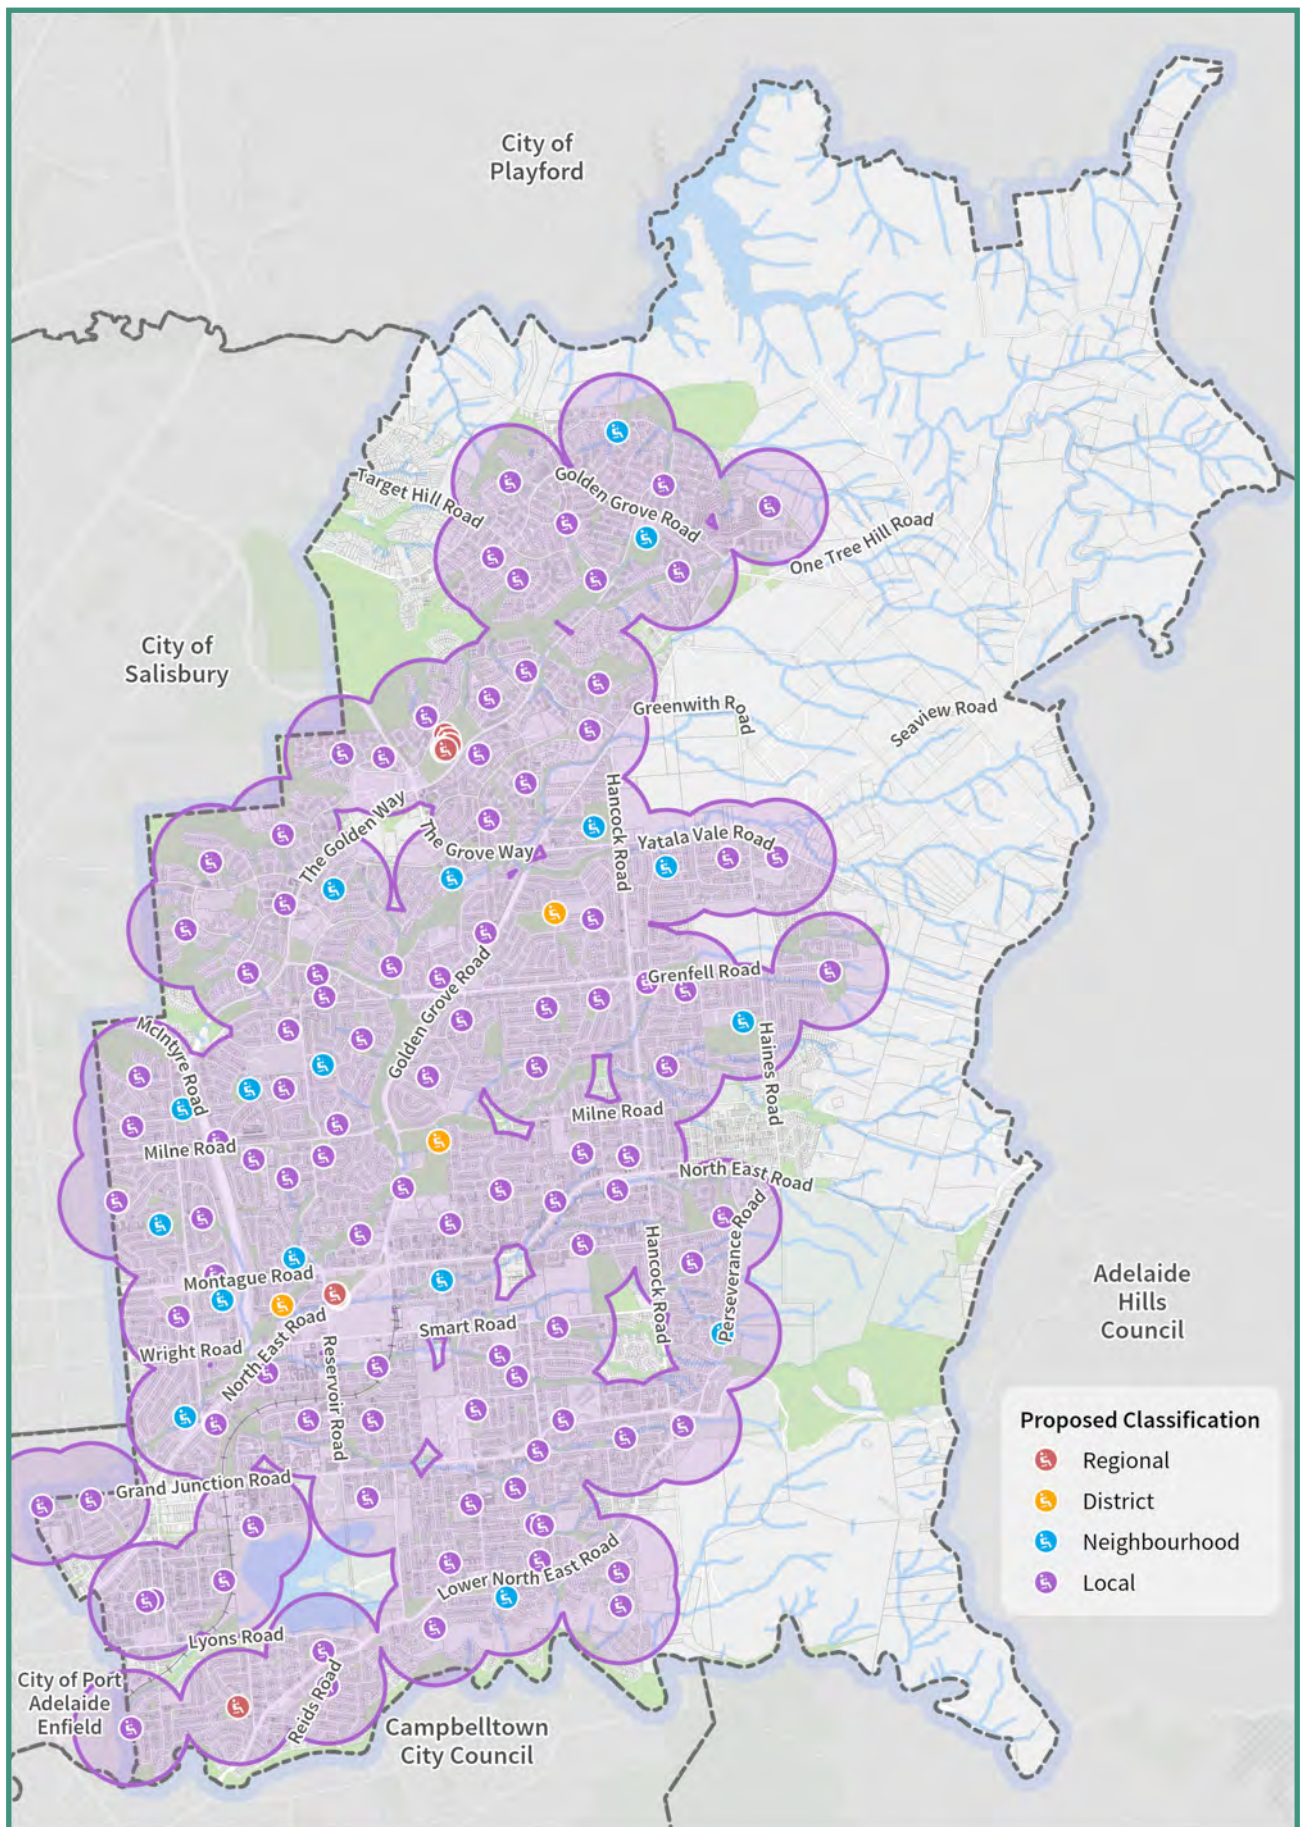 City of
Playford
Golden Grove Road
Target Hill Road
One Tree Hill Road
City of
Salisbury
Greenwith Road
Seaview Road
Hancock Road
The Golden Way
The Grove Way
Yatala Vale Road
Golden Grove Road
Grenfell Road
McIntyre Road
Haines Road
Milne Road
Milne Road
North East Road
Perseverance Road
Hancock Road
Montague Road
Adelaide
Hills
Council
North East Road
Smart Road
Wright Road
Reservoir Road
Grand Junction Road
Proposed Classification
Regional
District
Neighbourhood
Local
Lower North East Road
Lyons Road
Reids Road
City of Port
Adelaide
Enfield
Campbelltown
City Council